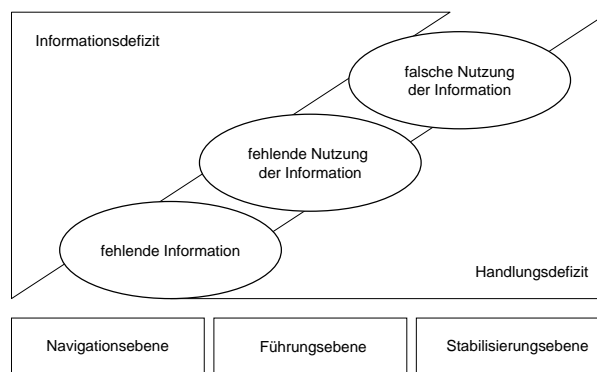 Informationsdefizit
falsche Nutzung
der Information
fehlende Nutzung
der Information
fehlende Information
Handlungsdefizit
Navigationsebene
Führungsebene
Stabilisierungsebene